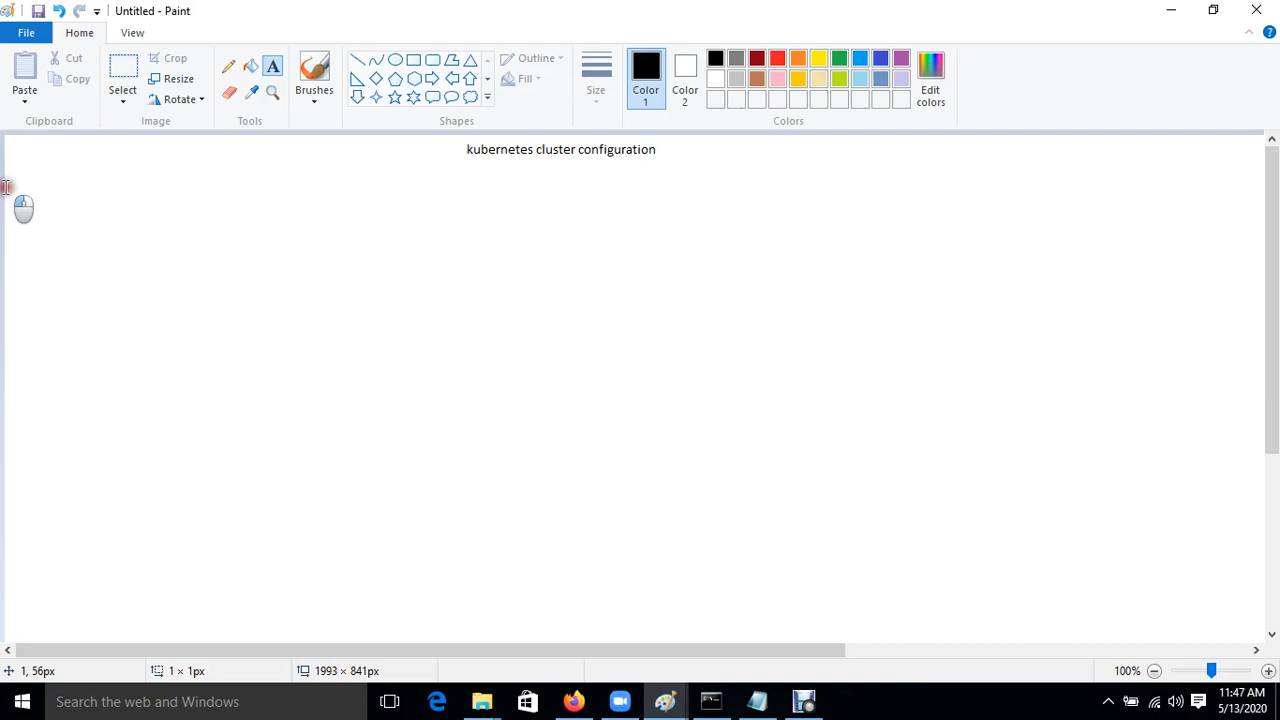 Untitled - Paint
File
Home
View
Paste
Cut
Copy
Clipboard
Select
Crop
Resize
Rotate
Image
A
Tools
Brushes
Outline
Fill
Shapes
Size
Color
1
Color
2
Edit
colors
Colors
kubernetes cluster configuration
1, 56px
1 × 1px
1993 × 841px
100%
Search the web and Windows
11:47 AM
5/13/2020